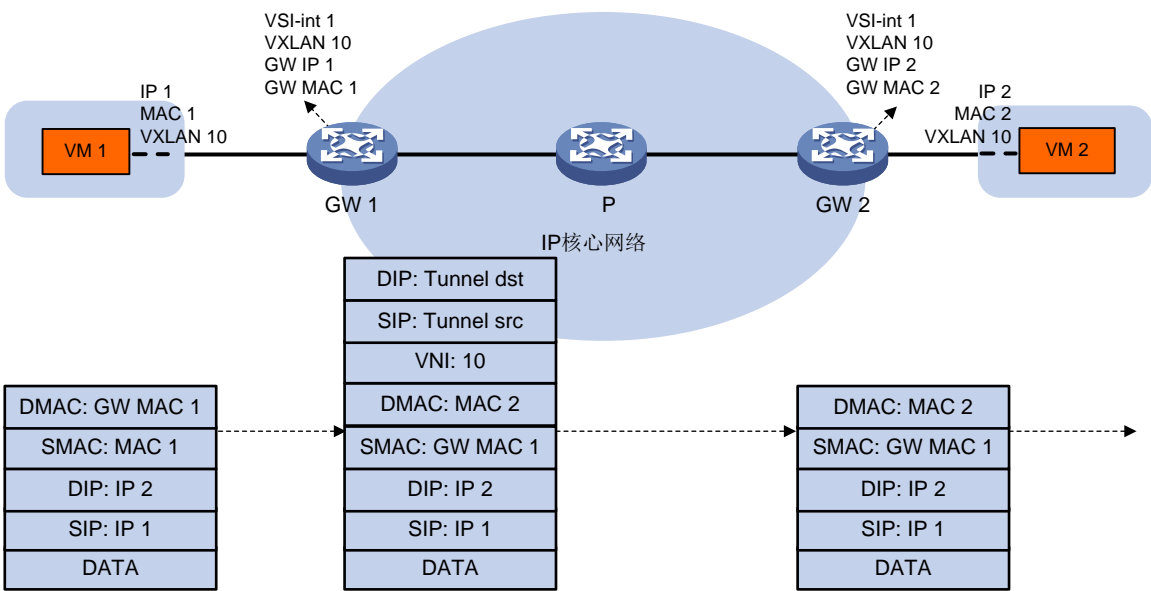 VSI-int 1
VXLAN 10
GW IP 1
GW MAC 1
VSI-int 1
VXLAN 10
GW IP 2
GW MAC 2
IP 1
MAC 1
VXLAN 10
IP 2
MAC 2
VXLAN 10
VM 1
VM 2
GW 1
P
GW 2
IP核心网络
DIP: Tunnel dst
SIP: Tunnel src
VNI: 10
DMAC: MAC 2
SMAC: GW MAC 1
DIP: IP 2
SIP: IP 1
DATA
DMAC: GW MAC 1
SMAC: MAC 1
DIP: IP 2
SIP: IP 1
DATA
DMAC: MAC 2
SMAC: GW MAC 1
DIP: IP 2
SIP: IP 1
DATA